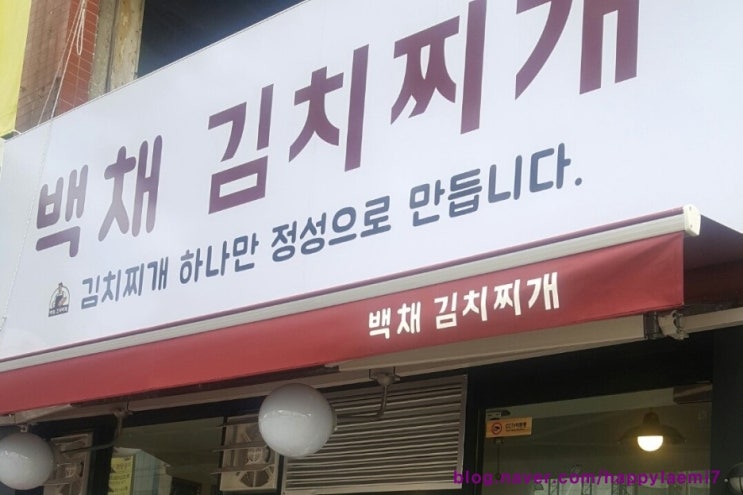 백채 김치찌개
김치찌개 하나만 정성으로 만듭니다.
백채 김치찌개
blog.naver.com/happylaemi7